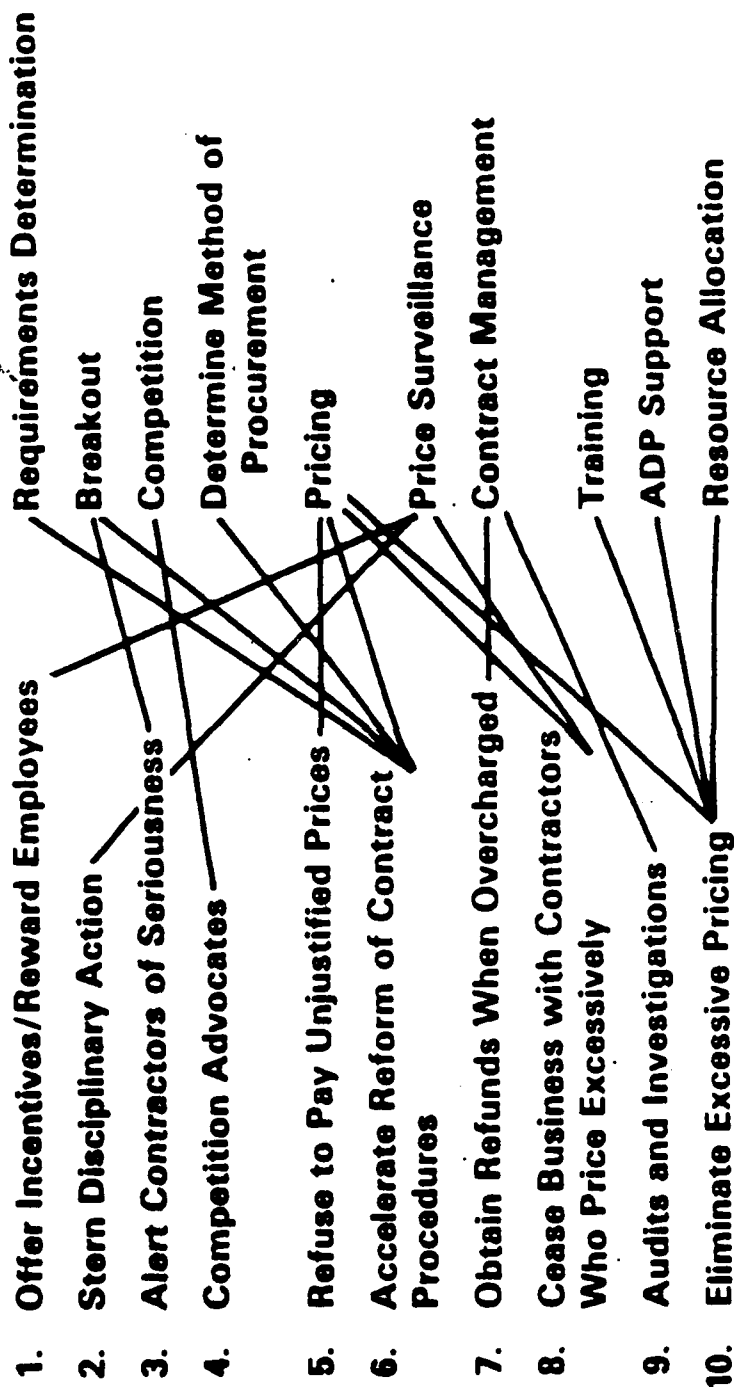 1. Offer Incentives/Reward Employees
2. Stern Disciplinary Action
3. Alert Contractors of Seriousness
4. Competition Advocates
5. Refuse to Pay Unjustified Prices
6. Accelerate Reform of Contract
Procedures
7. Obtain Refunds When Overcharged
8. Cease Business with Contractors
Who Price Excessively
9. Audits and Investigations
10. Eliminate Excessive Pricing
Requirements Determination
Breakout
Competition
Determine Method of
Procurement
Pricing
Price Surveillance
Contract Management
Training
ADP Support
Resource Allocation